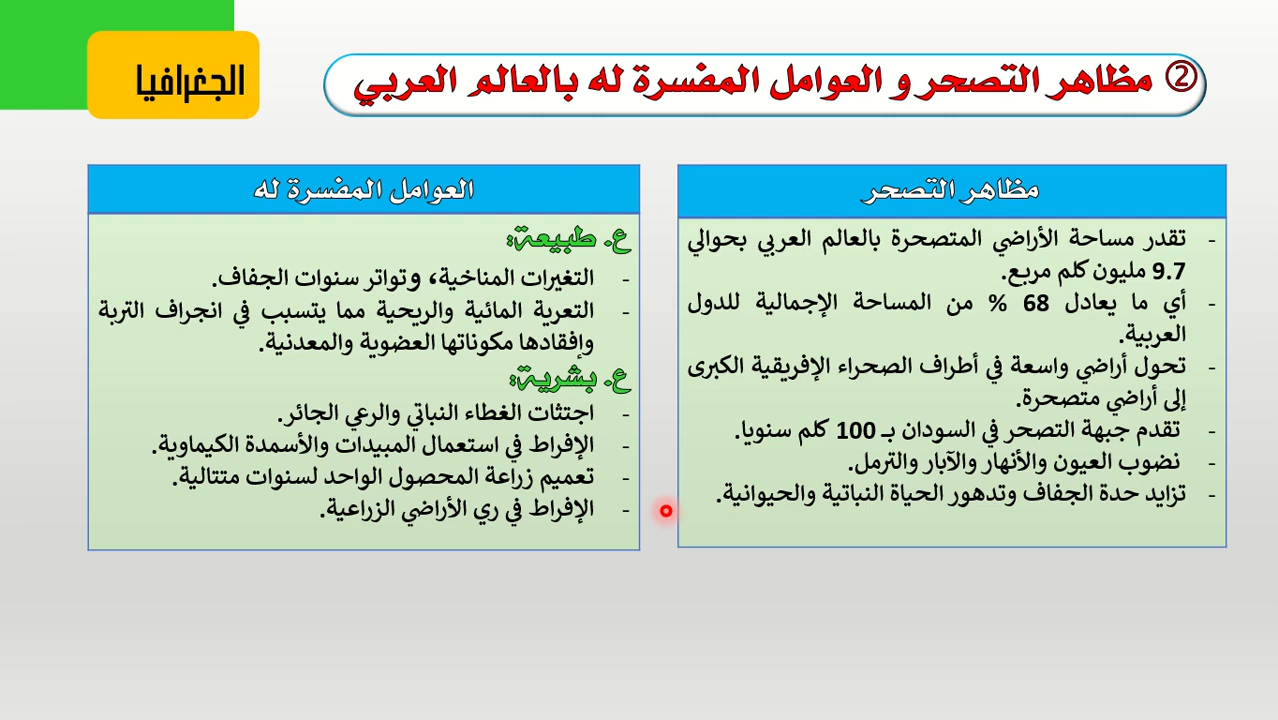 الجغرافيا
② مظاهر التصحر و العوامل المفسرة له بالعالم العربي
مظاهر التصحر
- تقدر مساحة الأراضي المتصحرة بالعالم العربي بحوالي
9.7 مليون كلم مربع.
- أي ما يعادل 68 % من المساحة الإجمالية للدول
العربية.
- تحول أراضي واسعة في أطراف الصحراء الإفريقية الكبرى
إلى أراضي متصحرة.
- تقدم جبهة التصحر في السودان بـ 100 كلم سنويا.
- نضوب العيون والأنهار والآبار والترمل.
- تزايد حدة الجفاف وتدهور الحياة النباتية والحيوانية.
العوامل المفسرة له
ع. طبيعة:
- التغيرات المناخية، وتواتر سنوات الجفاف.
- التعرية المائية والريحية مما يتسبب في انجراف التربة
وإفقادها مكوناتها العضوية والمعدنية.
ع. بشرية:
- اجتثات الغطاء النباتي والرعي الجائر.
- الإفراط في استعمال المبيدات والأسمدة الكيماوية.
- تعميم زراعة المحصول الواحد لسنوات متتالية.
- الإفراط في ري الأراضي الزراعية.